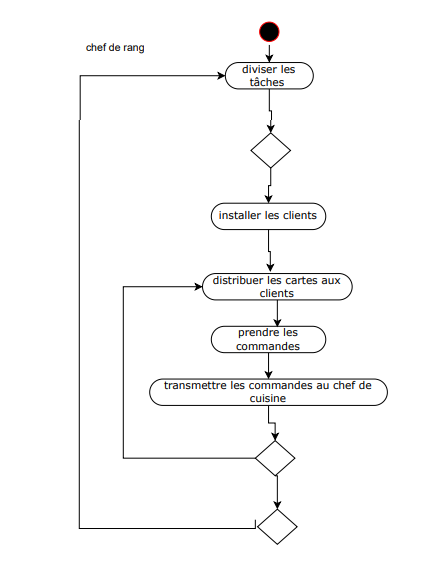 chef de rang
diviser les
tâches
installer les clients
distribuer les cartes aux
clients
prendre les
commandes
transmettre les commandes au chef de
cuisine